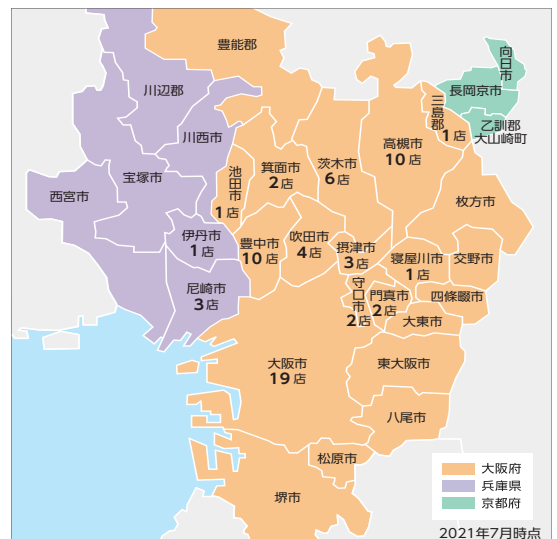 豊能郡
向日市
川辺郡
長岡京市
三島郡
1店
乙訓郡
大山崎町
川西市
高槻市
10店
箕面市
2店
茨木市
6店
池田市
1店
宝塚市
西宮市
枚方市
伊丹市
1店
豊中市
10店
吹田市
4店
摂津市
3店
寝屋川市
1店
交野市
尼崎市
3店
守口市
2店
門真市
2店
四條畷市
大東市
大阪市
19店
東大阪市
八尾市
松原市
堺市
大阪府
兵庫県
京都府
2021年7月時点